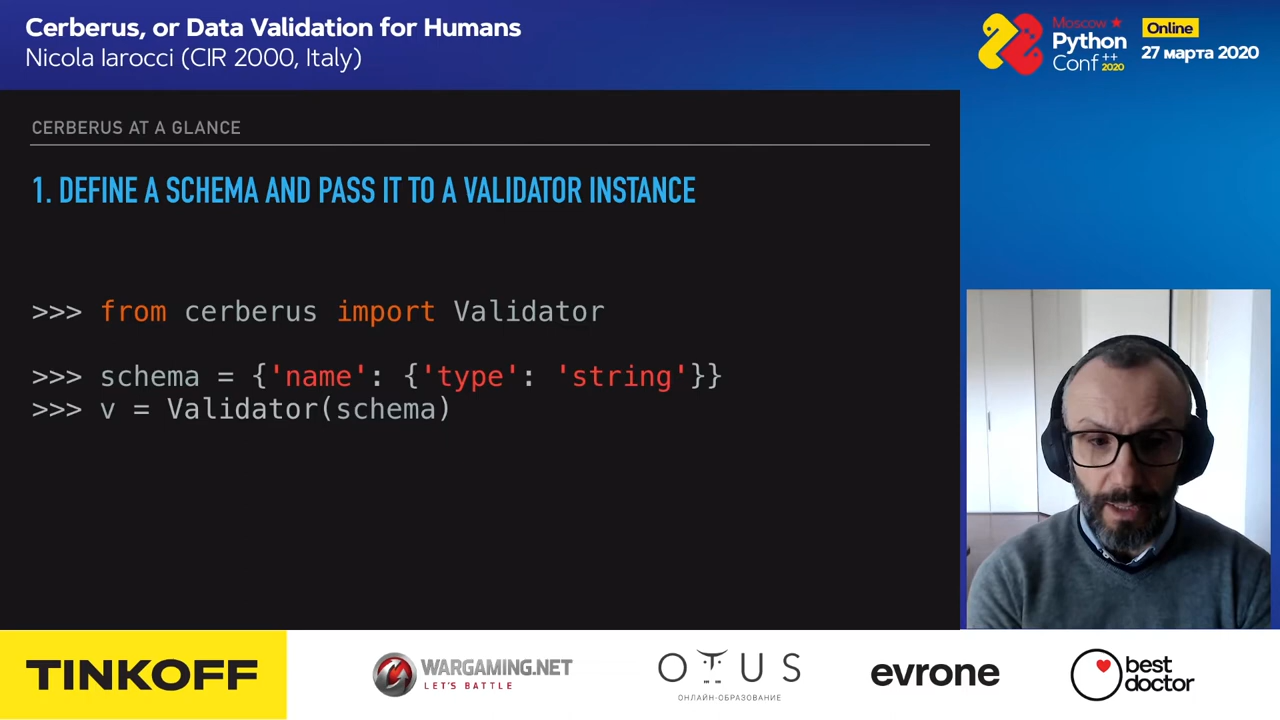 Cerberus, or Data Validation for Humans
Nicola Iarocci (CIR 2000, Italy)
Moscow
Python
Conf ++
2020
Online
27 марта 2020
CERBERUS AT A GLANCE
1. DEFINE A SCHEMA AND PASS IT TO A VALIDATOR INSTANCE
>>> from cerberus import Validator
>>> schema = {'name': {'type': 'string'}}
>>> v = Validator(schema)
TINKOFF
WARGAMING.NET
LET'S BATTLE
OTUS
ОНЛАЙН-ОБРАЗОВАНИЕ
evrone
best
doctor